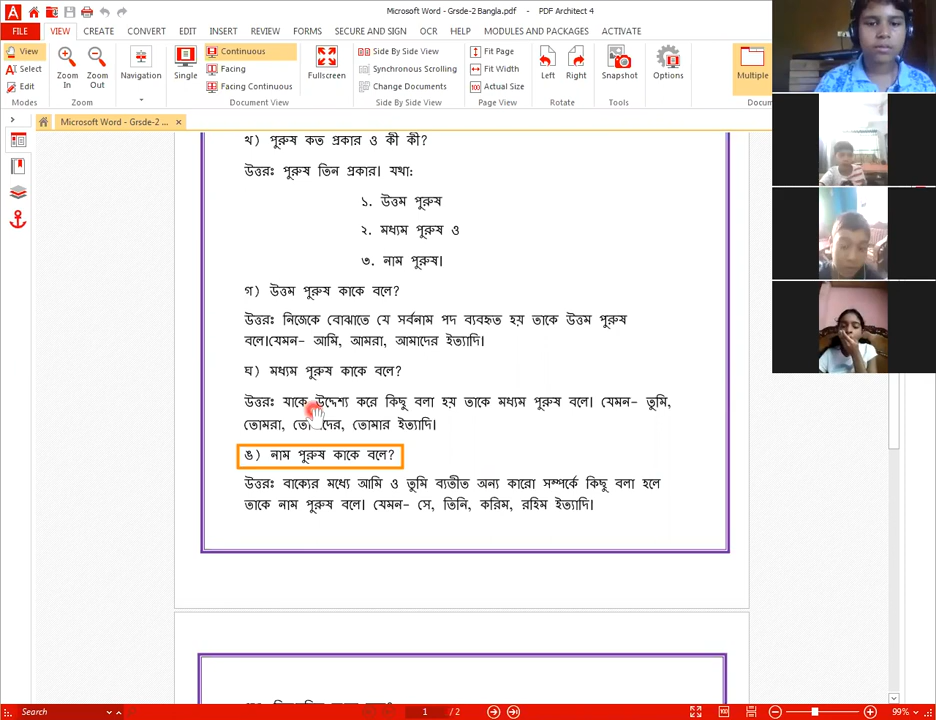 Microsoft Word - Grsde-2 Bangla.pdf - PDF Architect 4
FILE VIEW CREATE CONVERT EDIT INSERT REVIEW FORMS SECURE AND SIGN OCR HELP MODULES AND PACKAGES ACTIVATE
View
Select
Edit
Modes
Zoom In
Zoom Out
Zoom
Navigation
Single
Continuous
Facing
Facing Continuous
Document View
Fullscreen
Side By Side View
Synchronous Scrolling
Change Documents
Side By Side View
Fit Page
Fit Width
Actual Size
Page View
Left
Right
Rotate
Snapshot
Tools
Options
Multiple
Microsoft Word - Grsde-2 ...
খ) পুরুষ কত প্রকার ও কী কী?
উত্তরঃ পুরুষ তিন প্রকার। যথা:
১. উত্তম পুরুষ
২. মধ্যম পুরুষ ও
৩. নাম পুরুষ।
গ) উত্তম পুরুষ কাকে বলে?
উত্তরঃ নিজেকে বোঝাতে যে সর্বনাম পদ ব্যবহৃত হয় তাকে উত্তম পুরুষ
বলে।যেমন- আমি, আমরা, আমাদের ইত্যাদি।
ঘ) মধ্যম পুরুষ কাকে বলে?
উত্তরঃ যাকে উদ্দেশ্য করে কিছু বলা হয় তাকে মধ্যম পুরুষ বলে। যেমন- তুমি,
তোমরা, তোমার ইত্যাদি।
ঙ) নাম পুরুষ কাকে বলে?
উত্তরঃ বাক্যের মধ্যে আমি ও তুমি ব্যতীত অন্য কারো সম্পর্কে কিছু বলা হলে
তাকে নাম পুরুষ বলে। যেমন- সে, তিনি, করিম, রহিম ইত্যাদি।
Search
1 / 2
99%